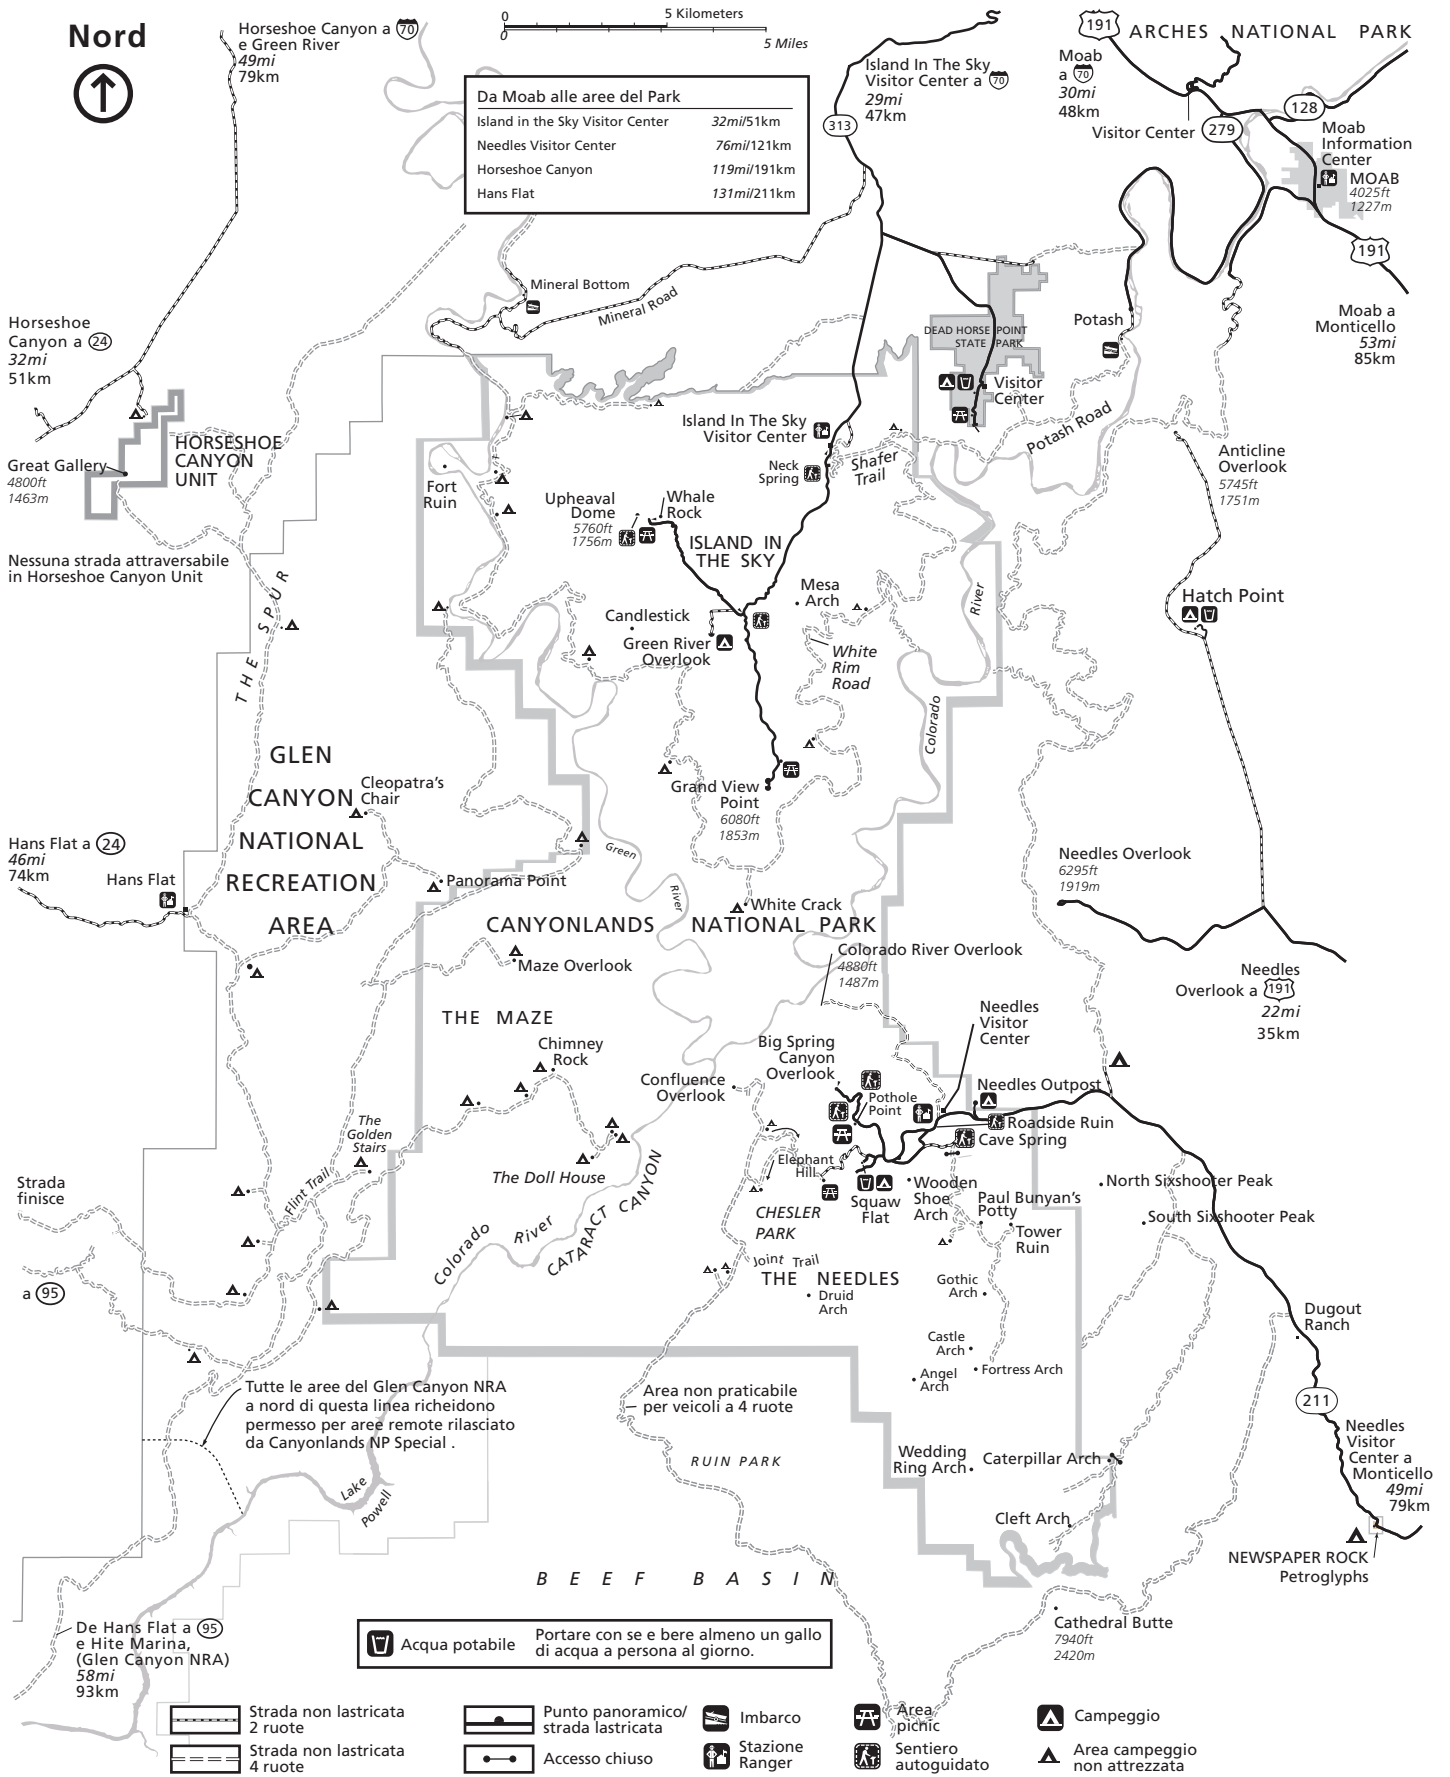 Nord
Horseshoe Canyon a 70
e Green River
49mi
79km
0
5 Kilometers
0
5 Miles
Da Moab alle aree del Park
Island in the Sky Visitor Center 32mi/51km
Needles Visitor Center 76mi/121km
Horseshoe Canyon 119mi/191km
Hans Flat 131mi/211km
Island In The Sky
Visitor Center a 70
29mi
47km
313
191
ARCHES NATIONAL PARK
Moab
a 70
30mi
48km
Visitor Center
279
128
Moab
Information
Center
MOAB
4025ft
1227m
191
Moab a
Monticello
53mi
85km
Mineral Bottom
Mineral Road
Potash
DEAD HORSE POINT
STATE PARK
Visitor
Center
Potash Road
Horseshoe
Canyon a 24
32mi
51km
HORSESHOE
CANYON
UNIT
Great Gallery
4800ft
1463m
Nessuna strada attraversabile
in Horseshoe Canyon Unit
Island In The Sky
Visitor Center
Neck
Spring
Shafer
Trail
Anticline
Overlook
5745ft
1751m
Fort
Ruin
Upheaval
Dome
5760ft
1756m
Whale
Rock
ISLAND IN
THE SKY
Mesa
Arch
River
Hatch Point
THE SPUR
Candlestick
Green River
Overlook
White
Rim
Road
Colorado
GLEN
CANYON
NATIONAL
RECREATION
AREA
Cleopatra's
Chair
Grand View
Point
6080ft
1853m
Hans Flat a 24
46mi
74km
Hans Flat
Panorama Point
Green
River
Needles Overlook
6295ft
1919m
White Crack
CANYONLANDS NATIONAL PARK
Colorado River Overlook
4880ft
1487m
Maze Overlook
Needles
Overlook a 191
22mi
35km
THE MAZE
Needles
Visitor
Center
Chimney
Rock
Big Spring
Canyon
Overlook
Confluence
Overlook
Needles Outpost
Pothole
Point
Roadside Ruin
Cave Spring
The
Golden
Stairs
Elephant
Hill
The Doll House
Strada
finisce
Flint Trail
Squaw
Flat
Wooden
Shoe
Arch
Paul Bunyan's
Potty
Tower
Ruin
North Sixshooter Peak
South Sixshooter Peak
CHESLER
PARK
Colorado River
CATARACT CANYON
Joint Trail
THE NEEDLES
Druid
Arch
Gothic
Arch
a 95
Dugout
Ranch
Castle
Arch
Angel
Arch
Fortress Arch
Tutte le aree del Glen Canyon NRA
a nord di questa linea richeidono
permesso per aree remote rilasciato
da Canyonlands NP Special .
Area non praticabile
per veicoli a 4 ruote
211
Needles
Visitor
Center a
Monticello
49mi
79km
RUIN PARK
Wedding
Ring Arch
Caterpillar Arch
Lake
Powell
Cleft Arch
NEWSPAPER ROCK
Petroglyphs
BEEF BASIN
Cathedral Butte
7940ft
2420m
De Hans Flat a 95
e Hite Marina,
(Glen Canyon NRA)
58mi
93km
Acqua potabile
Portare con se e bere almeno un gallo
di acqua a persona al giorno.
Strada non lastricata
2 ruote
Strada non lastricata
4 ruote
Punto panoramico/
strada lastricata
Accesso chiuso
Imbarco
Stazione
Ranger
Area
picnic
Sentiero
autoguidato
Campeggio
Area campeggio
non attrezzata